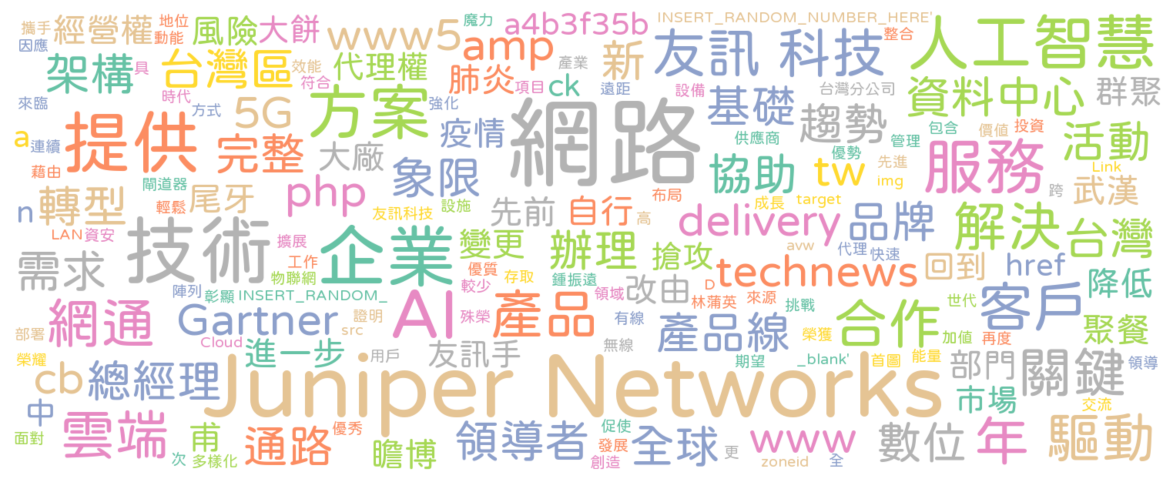 攜手 經營權 地位 風險 大餅 魔力 a4b3f35b INSERT_RANDOM_NUMBER_HERE'
因應 動能 www5 amp 產業 友訊 科技 整合 人工智慧
架構 具 台灣區 效能 代理權 肺炎 項目 ck 新 遠距 設備 台灣分公司 資料中心 群聚
來臨 時代 符合 方案 強化 網路 基礎 趨勢 包含 價值 投資
a 連續 提供 方式 5G 完整 大廠 疫情 供應商 優勢 管理 活動
藉由 閘道器 象限 協助 tw 先進 服務 Link
n 轉型 輕鬆 尾牙 php 友訊科技 設施 先前 自行 布局 成長 target img 跨 武漢
LAN 資安 技術 擴展 企業 變更 辦理 高 搶攻 delivery 品牌 解決 台灣
需求 工作 物聯網 優質 存取 鍾振遠 avw 代理 快速 technews 回到 href 降低
陣列 彰顯 INSERT_RANDOM_ 較少 領域 改由 D 林蒲英 來源 挑戰 世代 客戶
網通 Gartner 證明 AI 殊榮 產品 有線 產品線 榮獲 合作 加值 再度 聚餐
部署 Cloud src 進一步 用戶 友訊手 無線 期望 _blank' 首圖 能量 部門 關鍵 領導
榮耀 cb 總經理 Juniper Networks 市場 交流
中 雲端 甫 通路 優秀 瞻博 領導者 促使 全球 www 數位 年 驅動
面對 次 多樣化 發展 創造 更 zoneid 全